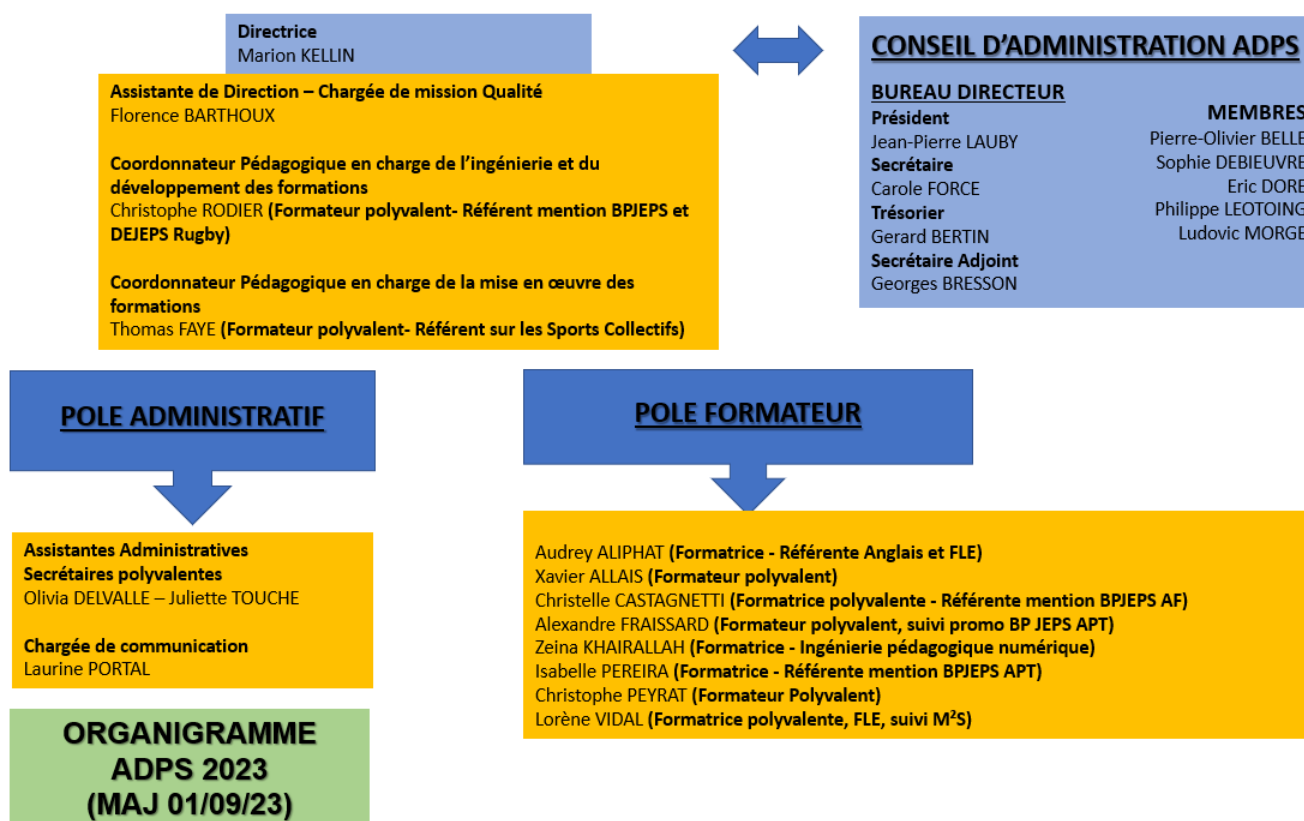 Directrice
Marion KELLIN
Assistante de Direction – Chargée de mission Qualité
Florence BARTHOUX
Coordonnateur Pédagogique en charge de l'ingénierie et du
développement des formations
Christophe RODIER (Formateur polyvalent- Référent mention BPJEPS et
DEJEPS Rugby)
Coordonnateur Pédagogique en charge de la mise en œuvre des
formations
Thomas FAYE (Formateur polyvalent- Référent sur les Sports Collectifs)
CONSEIL D'ADMINISTRATION ADPS
BUREAU DIRECTEUR
Président
Jean-Pierre LAUBY
Secrétaire
Carole FORCE
Trésorier
Gerard BERTIN
Secrétaire Adjoint
Georges BRESSON
MEMBRES
Pierre-Olivier BELLE
Sophie DEBIEUVRE
Eric DORE
Philippe LEOTOING
Ludovic MORGE
POLE ADMINISTRATIF
Assistantes Administratives
Secrétaires polyvalentes
Olivia DELVALLE – Juliette TOUCHE
Chargée de communication
Laurine PORTAL
POLE FORMATEUR
Audrey ALIPHAT (Formatrice - Référente Anglais et FLE)
Xavier ALLAIS (Formateur polyvalent)
Christelle CASTAGNETTI (Formatrice polyvalente - Référente mention BPJEPS AF)
Alexandre FRAISSARD (Formateur polyvalent, suivi promo BP JEPS APT)
Zeina KHAIRALLAH (Formatrice - Ingénierie pédagogique numérique)
Isabelle PEREIRA (Formatrice - Référente mention BPJEPS APT)
Christophe PEYRAT (Formateur Polyvalent)
Lorène VIDAL (Formatrice polyvalente, FLE, suivi M²S)
ORGANIGRAMME
ADPS 2023
(MAJ 01/09/23)